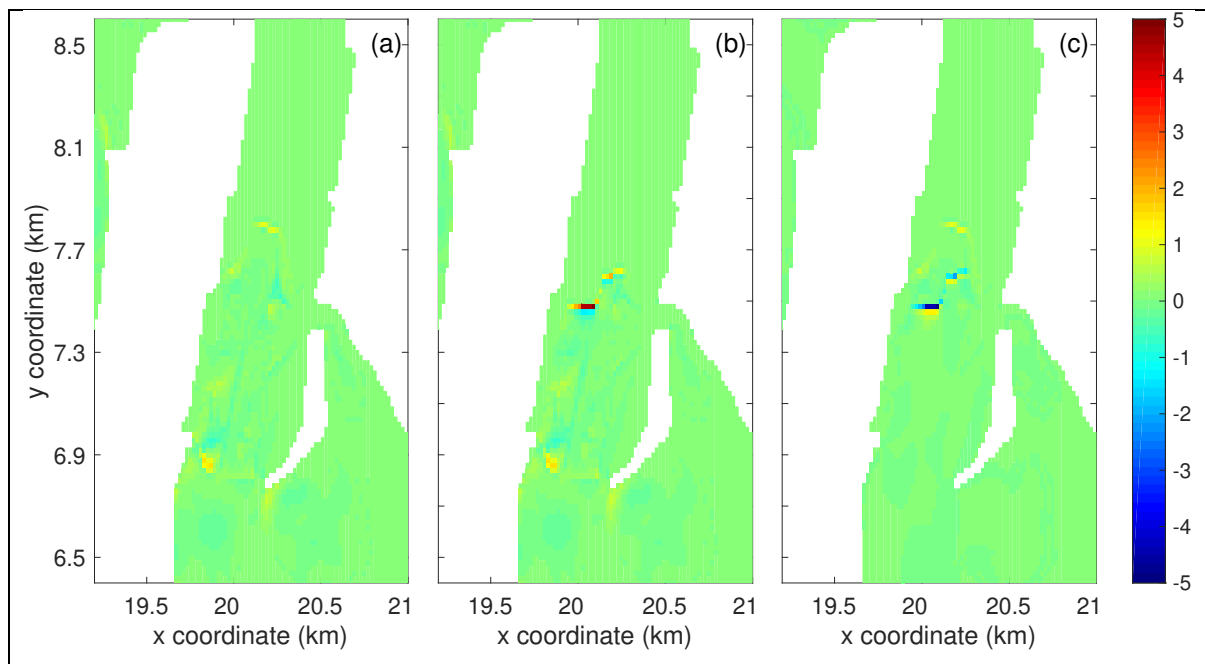 (a) (b) (c)
8.5
8.1
7.7
7.3
6.9
6.5
y coordinate (km)
19.5 20 20.5 21
x coordinate (km)
19.5 20 20.5 21
x coordinate (km)
19.5 20 20.5 21
x coordinate (km)
5
4
3
2
1
0
-1
-2
-3
-4
-5